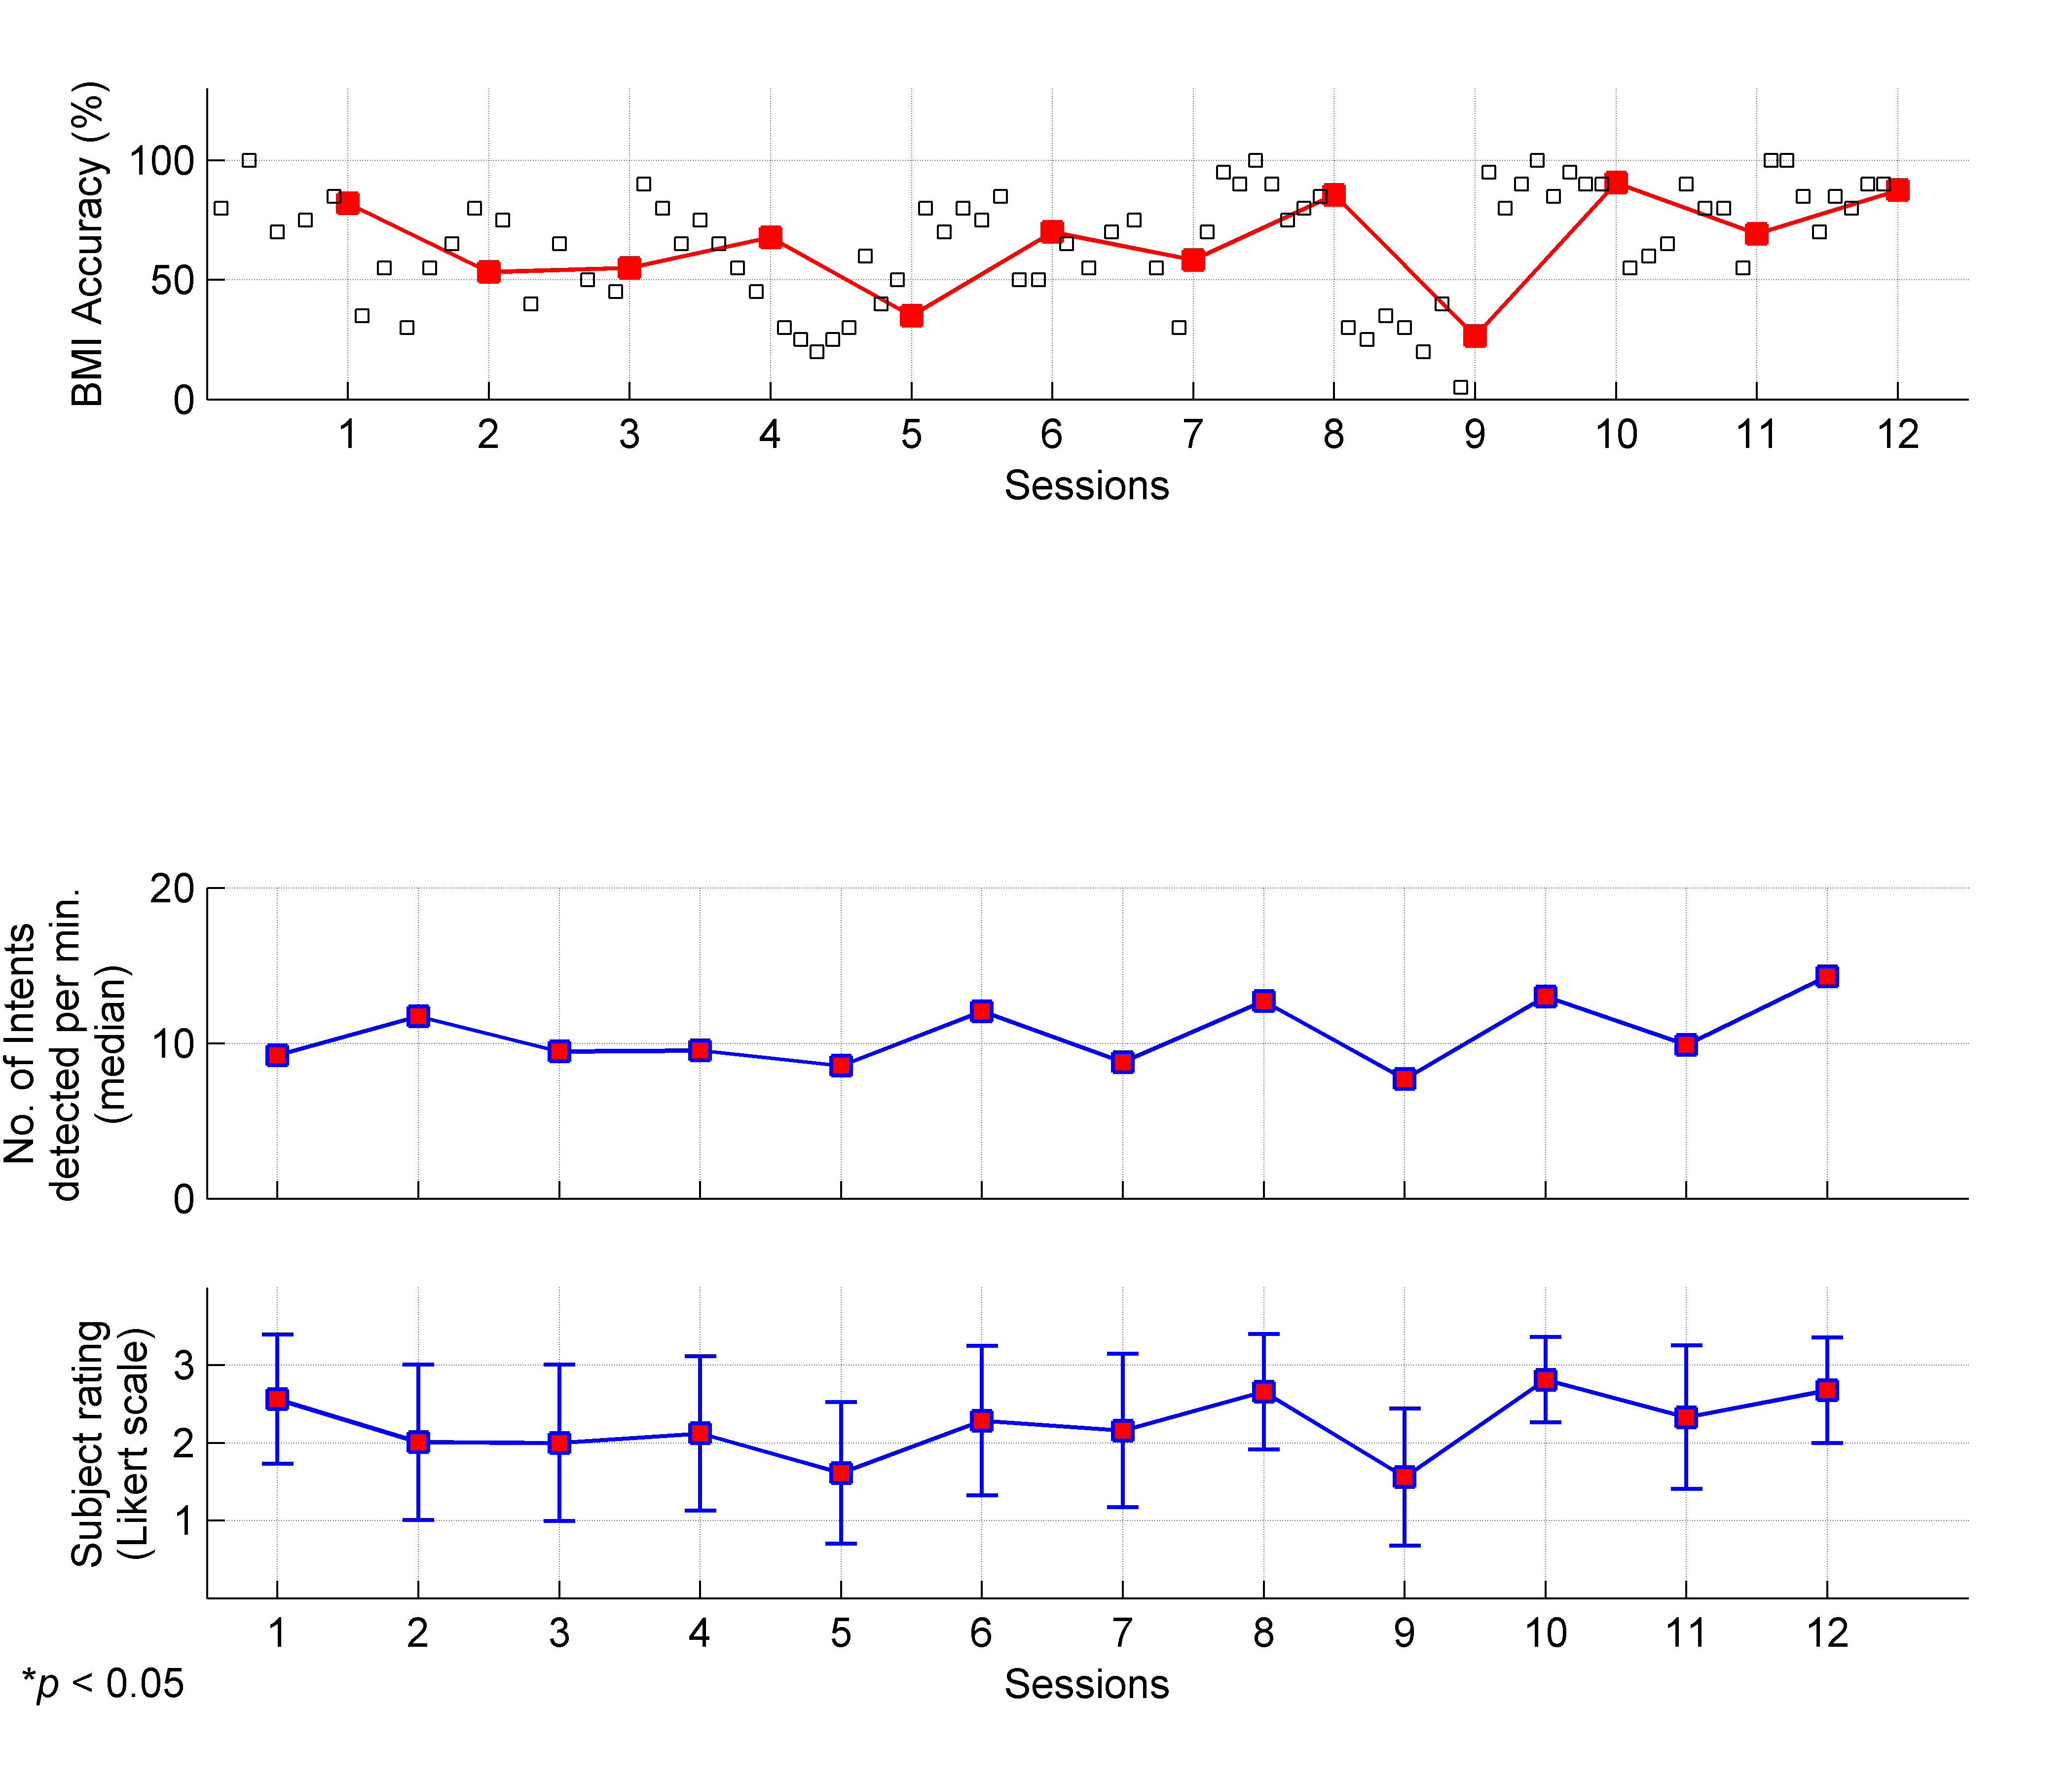 BMI Accuracy (%)
100
50
0
1 2 3 4 5 6 7 8 9 10 11 12
Sessions
No. of Intents
detected per min.
(median)
20
10
0
Subject rating
(Likert scale)
3
2
1
1 2 3 4 5 6 7 8 9 10 11 12
*p < 0.05
Sessions